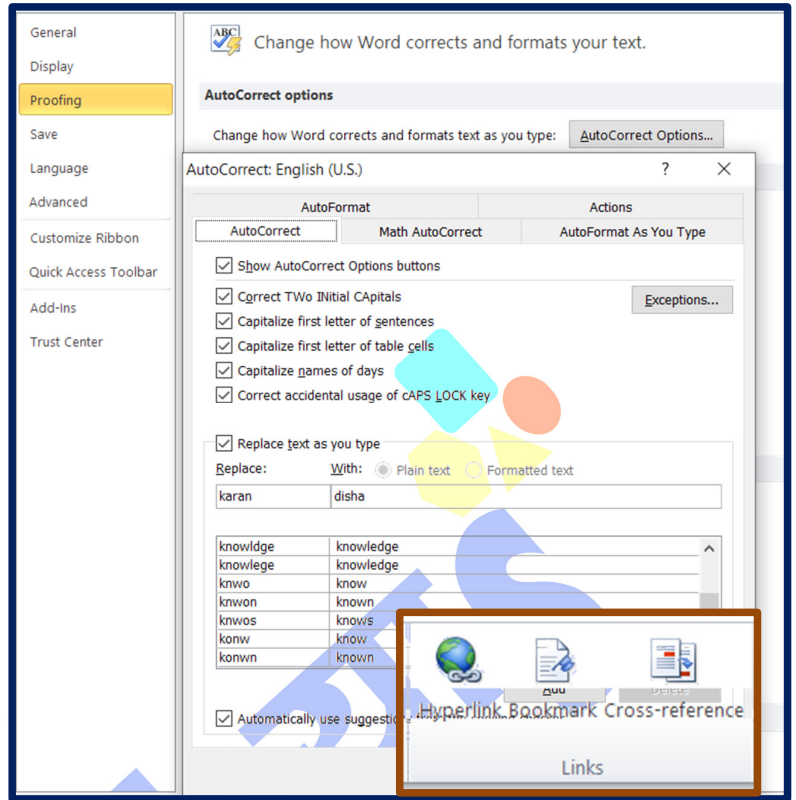 General
Display
Proofing
Save
Language
Advanced
Customize Ribbon
Quick Access Toolbar
Add-Ins
Trust Center
ABC
Change how Word corrects and formats your text.
AutoCorrect options
Change how Word corrects and formats text as you type: AutoCorrect Options...
AutoCorrect: English (U.S.) ?
AutoFormat Actions
AutoCorrect Math AutoCorrect AutoFormat As You Type
Show AutoCorrect Options buttons
Correct TWo INitial CApitals Exceptions...
Capitalize first letter of sentences
Capitalize first letter of table cells
Capitalize names of days
Correct accidental usage of cAPS LOCK key
Replace text as you type
Replace: With: Plain text Formatted text
karan disha
knowldge knowledge
knowlege knowledge
knwo know
knwon known
knwos knows
konw know
konwn known
Add Delete
Automatically use
Hyperlink Bookmark Cross-reference
Links